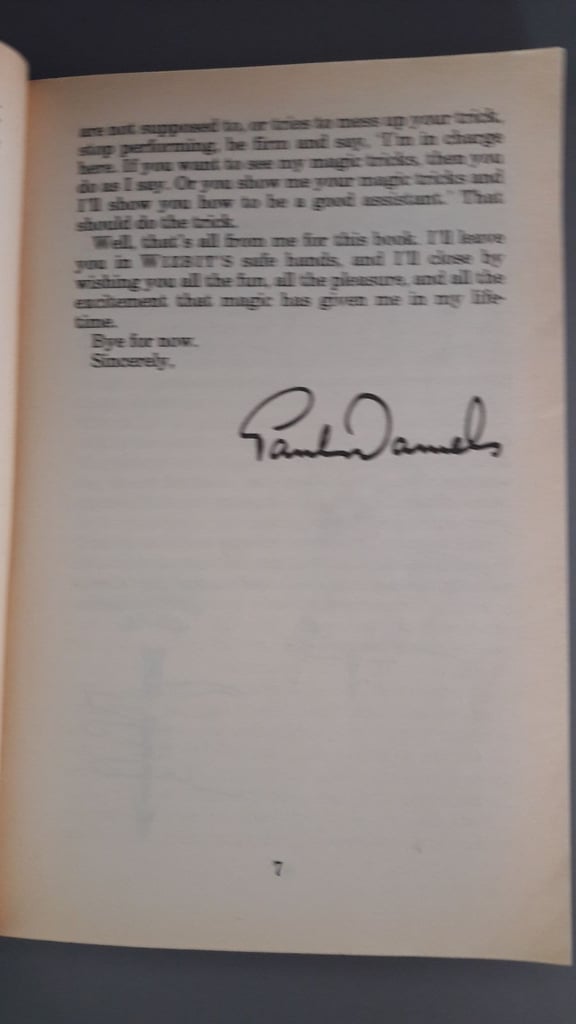 are not supposed to, or tries to mess up your trick,
stop performing, be firm and say, 'I'm in charge
here. If you want to see my magic tricks, then you
do as I say. Or you show me your magic tricks and
I'll show you how to be a good assistant.' That
should do the trick.
Well, that's all from me for this book. I'll leave
you in WIZBIT'S safe hands, and I'll close by
wishing you all the fun, all the pleasure, and all the
excitement that magic has given me in my life-
time.
Bye for now.
Sincerely,
Paul Daniels
7